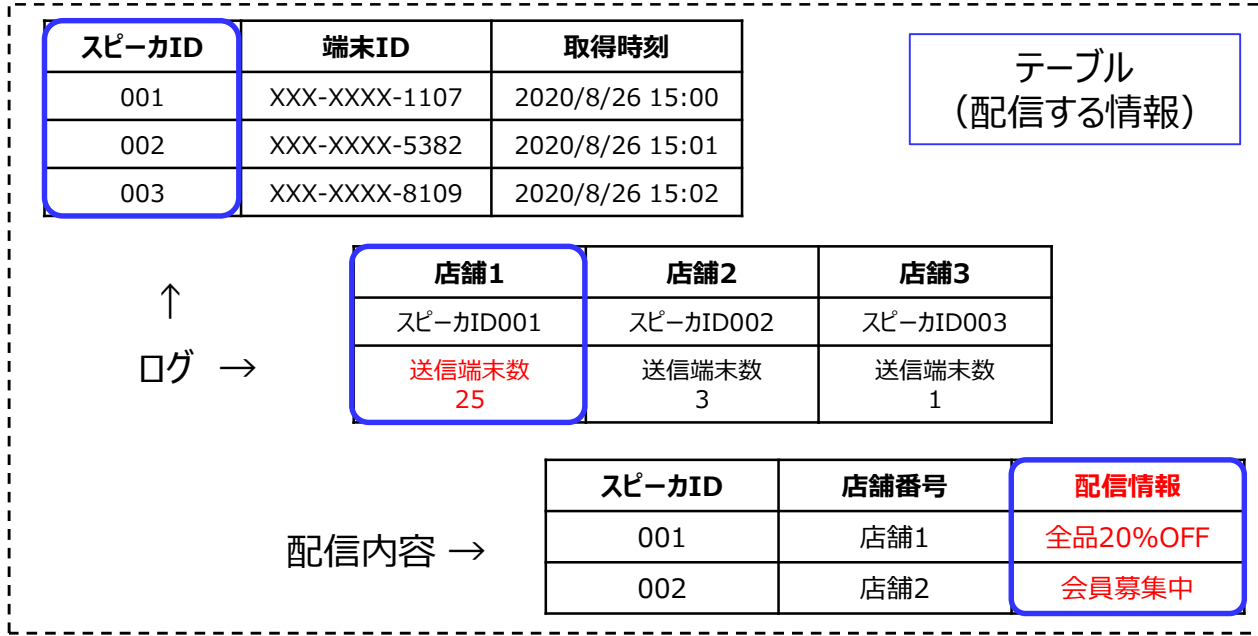 スピーカID 端末ID 取得時刻
001 XXX-XXXX-1107 2020/8/26 15:00
002 XXX-XXXX-5382 2020/8/26 15:01
003 XXX-XXXX-8109 2020/8/26 15:02
テーブル
（配信する情報）
↑
ログ →
店舗1 店舗2 店舗3
スピーカID001 スピーカID002 スピーカID003
送信端末数 送信端末数 送信端末数
25 3 1
配信内容 →
スピーカID 店舗番号 配信情報
001 店舗1 全品20%OFF
002 店舗2 会員募集中